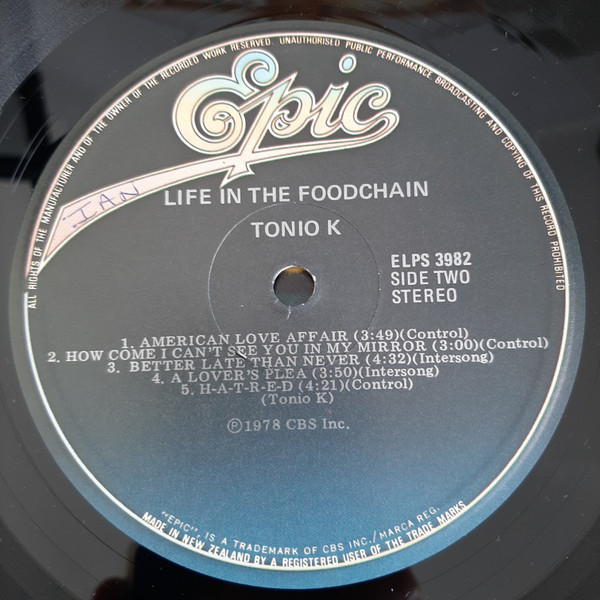 ALL RIGHTS OF THE MANUFACTURER AND OF THE OWNER OF THE RECORDED WORK RESERVED. UNAUTHORISED PUBLIC PERFORMANCE BROADCASTING AND COPYING OF THIS RECORD PROHIBITED
Epic
IAN
LIFE IN THE FOODCHAIN
TONIO K
ELPS 3982
SIDE TWO
STEREO
1. AMERICAN LOVE AFFAIR (3:49)(Control)
2. HOW COME I CAN'T SEE YOU IN MY MIRROR (3:00)(Control)
3. BETTER LATE THAN NEVER (4:32)(Intersong)
4. A LOVER'S PLEA (3:50)(Intersong)
5. H-A-T-R-E-D (4:21)(Control)
(Tonio K)
Ⓟ1978 CBS Inc.
"EPIC", IS A TRADEMARK OF CBS INC./MARCA REG.
MADE IN NEW ZEALAND BY A REGISTERED USER OF THE TRADE MARKS